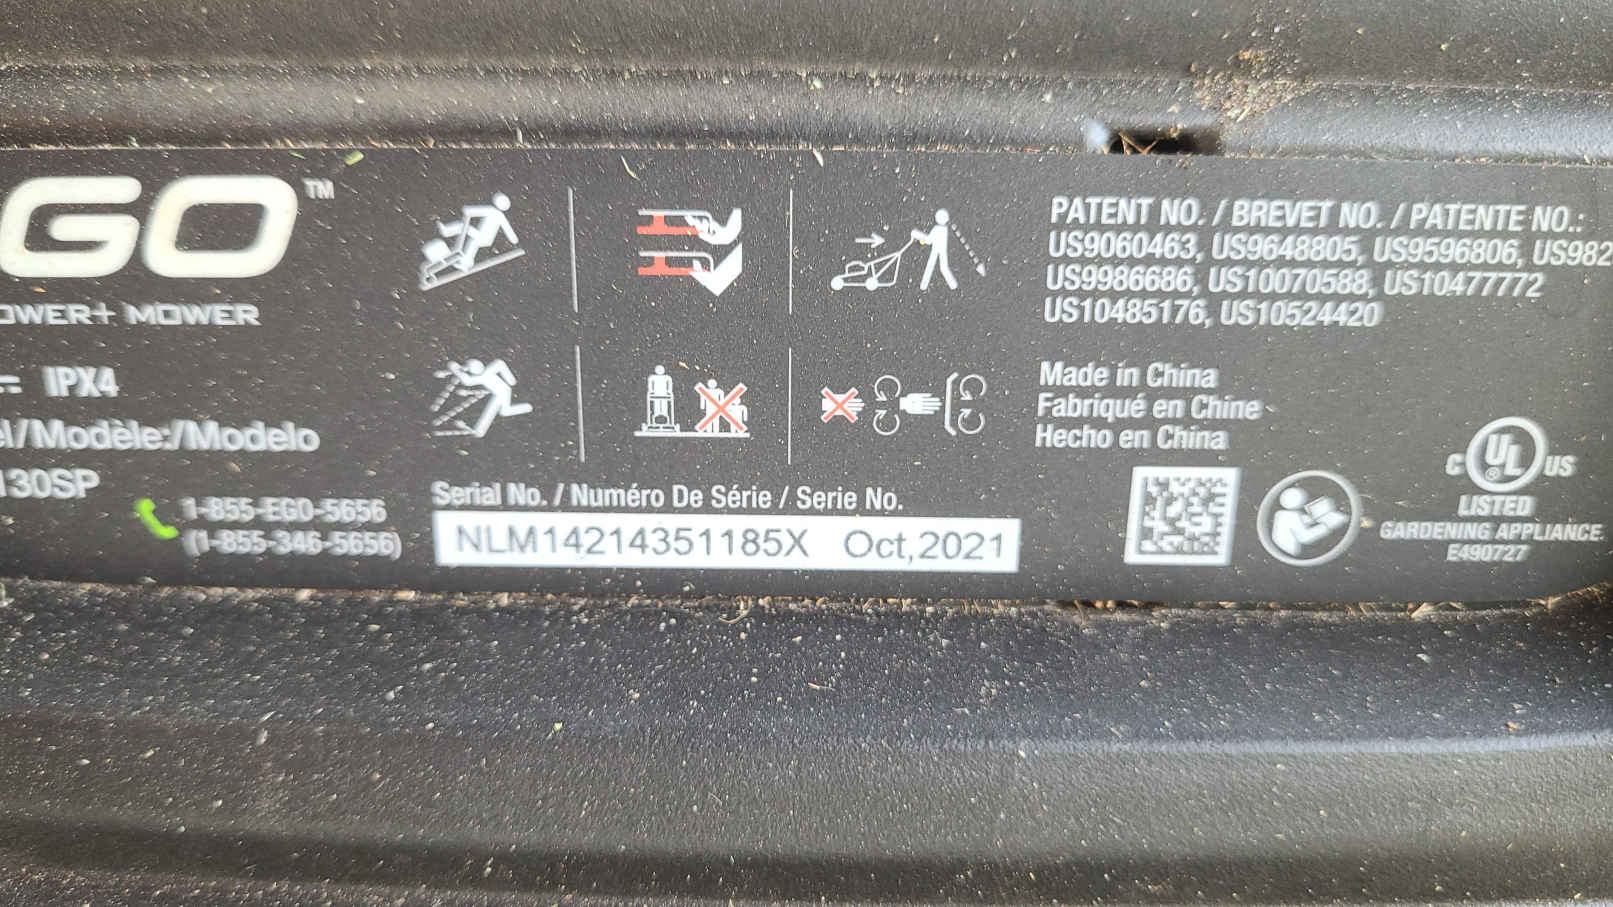 GO™
OWER+ MOWER
IPX4
el/Modèle:/Modelo
130SP
1-855-EGO-5656
(1-855-346-5656)
Serial No. / Numéro De Série / Serie No.
NLM14214351185X Oct,2021
PATENT NO. / BREVET NO. / PATENTE NO.:
US9060463, US9648805, US9596806, US982
US9986686, US10070588, US10477772
US10485176, US10524420
Made in China
Fabriqué en Chine
Hecho en China
C UL® US
LISTED
GARDENING APPLIANCE
E490727